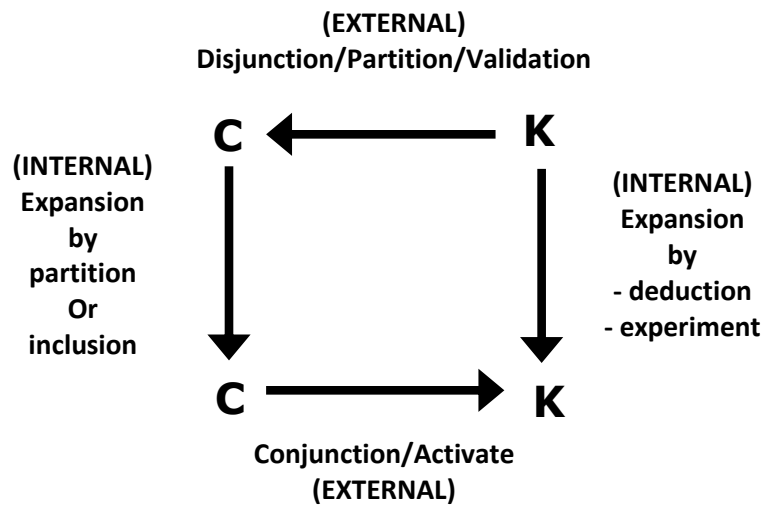 (EXTERNAL)
Disjunction/Partition/Validation
C
K
(INTERNAL)
Expansion
by
partition
Or
inclusion
(INTERNAL)
Expansion
by
- deduction
- experiment
C
K
Conjunction/Activate
(EXTERNAL)